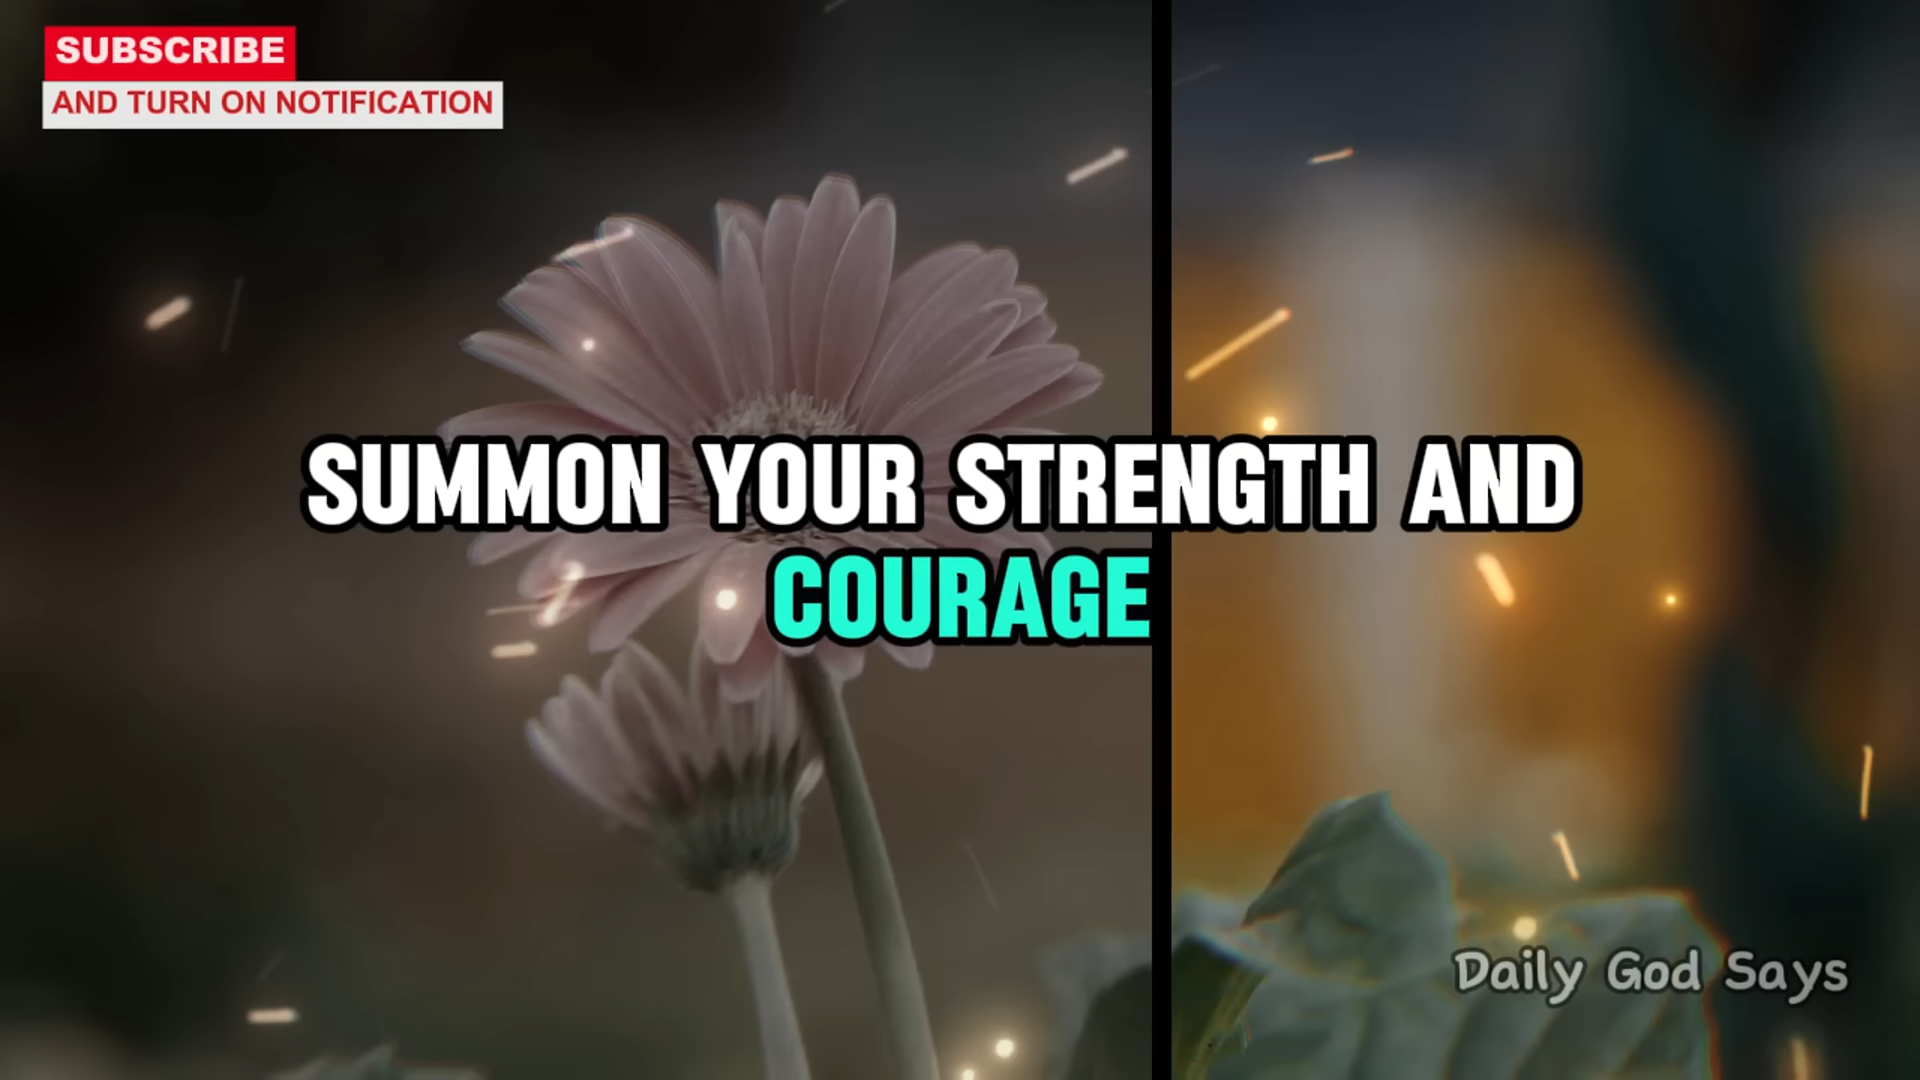 SUBSCRIBE
AND TURN ON NOTIFICATION
SUMMON YOUR STRENGTH AND
COURAGE
Daily God Says